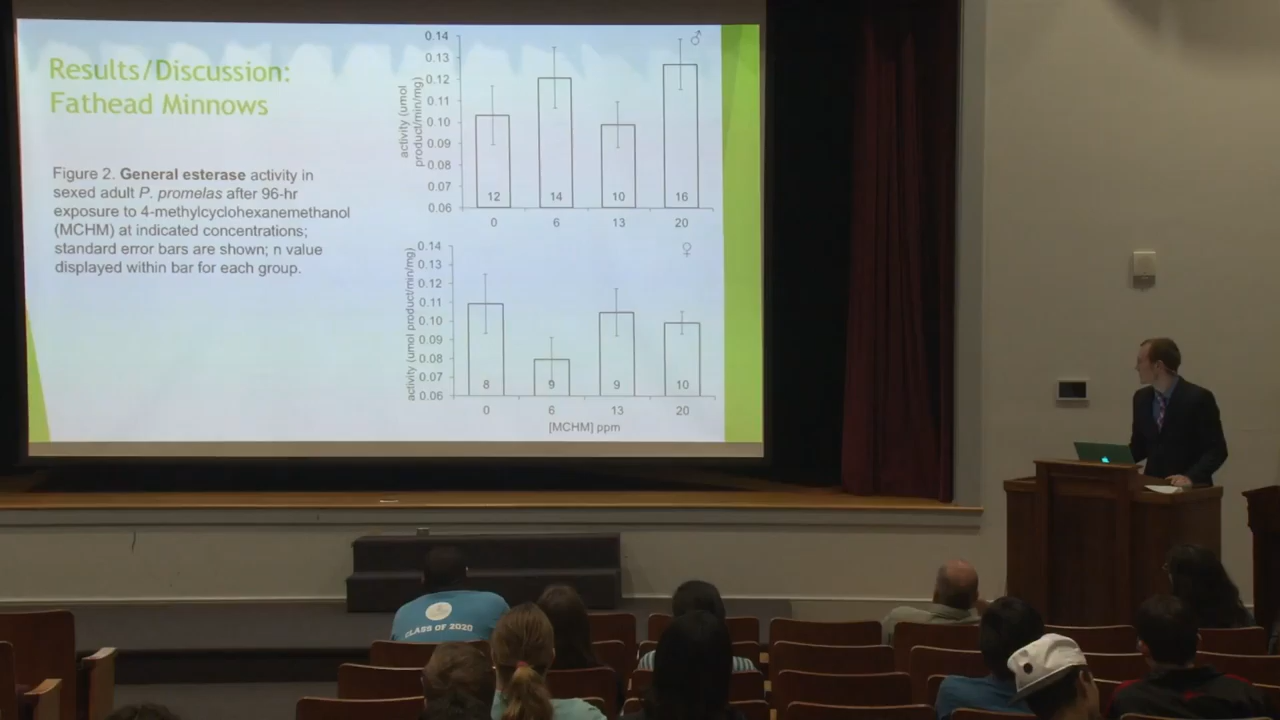 Results/Discussion:
Fathead Minnows
Figure 2. General esterase activity in
sexed adult P. promelas after 96-hr
exposure to 4-methylcyclohexanemethanol
(MCHM) at indicated concentrations;
standard error bars are shown; n value
displayed within bar for each group.
♂
activity (umol
product/min/mg)
0.14
0.13
0.12
0.11
0.10
0.09
0.08
0.07
0.06
12 14 10 16
0 6 13 20
♀
activity (umol product/min/mg)
0.14
0.13
0.12
0.11
0.10
0.09
0.08
0.07
0.06
8 9 9 10
0 6 13 20
[MCHM] ppm
CLASS OF 2020